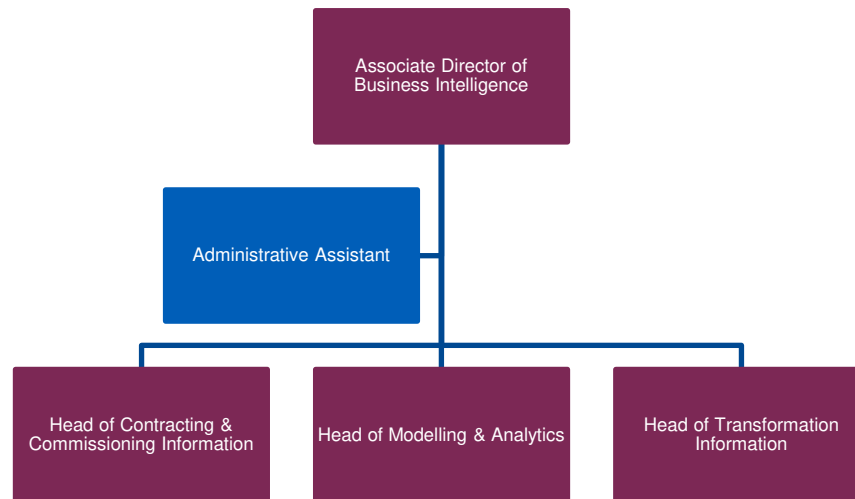 Associate Director of
Business Intelligence
Administrative Assistant
Head of Contracting &
Commissioning Information
Head of Modelling & Analytics
Head of Transformation
Information